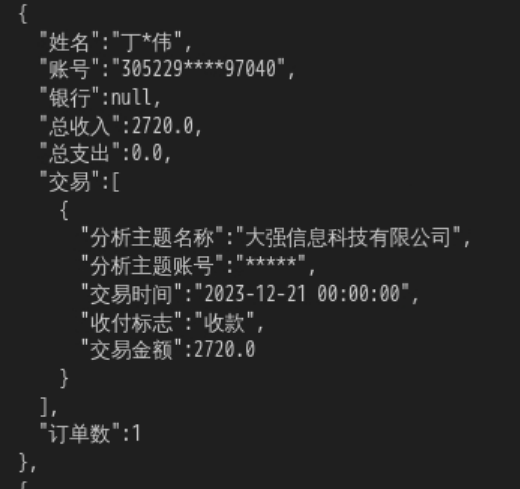 {
"姓名":"丁*伟",
"账号":"305229****97040",
"银行":null,
"总收入":2720.0,
"总支出":0.0,
"交易":[
{
"分析主题名称":"大强信息科技有限公司",
"分析主题账号":"*****",
"交易时间":"2023-12-21 00:00:00",
"收付标志":"收款",
"交易金额":2720.0
}
],
"订单数":1
},
{